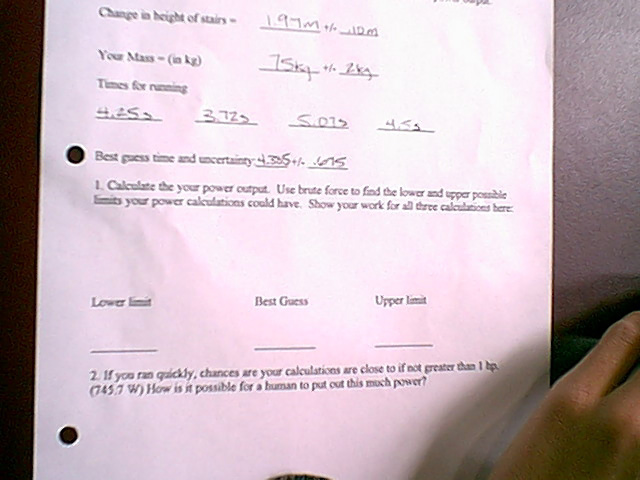 output.
Change in height of stairs = 1.97m +/- .10m
Your Mass = (in kg) 75kg +/- 2kg
Times for running
4.25s 3.72s 5.07s 4.5s
Best guess time and uncertainty 4.385 +/- .675
1. Calculate the your power output. Use brute force to find the lower and upper possible
limits your power calculations could have. Show your work for all three calculations here:
Lower limit Best Guess Upper limit
2. If you ran quickly, chances are your calculations are close to if not greater than 1 hp.
(745.7 W) How is it possible for a human to put out this much power?